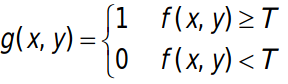 g(x, y) = { 1 f(x, y) ≥ T
0 f(x, y) < T